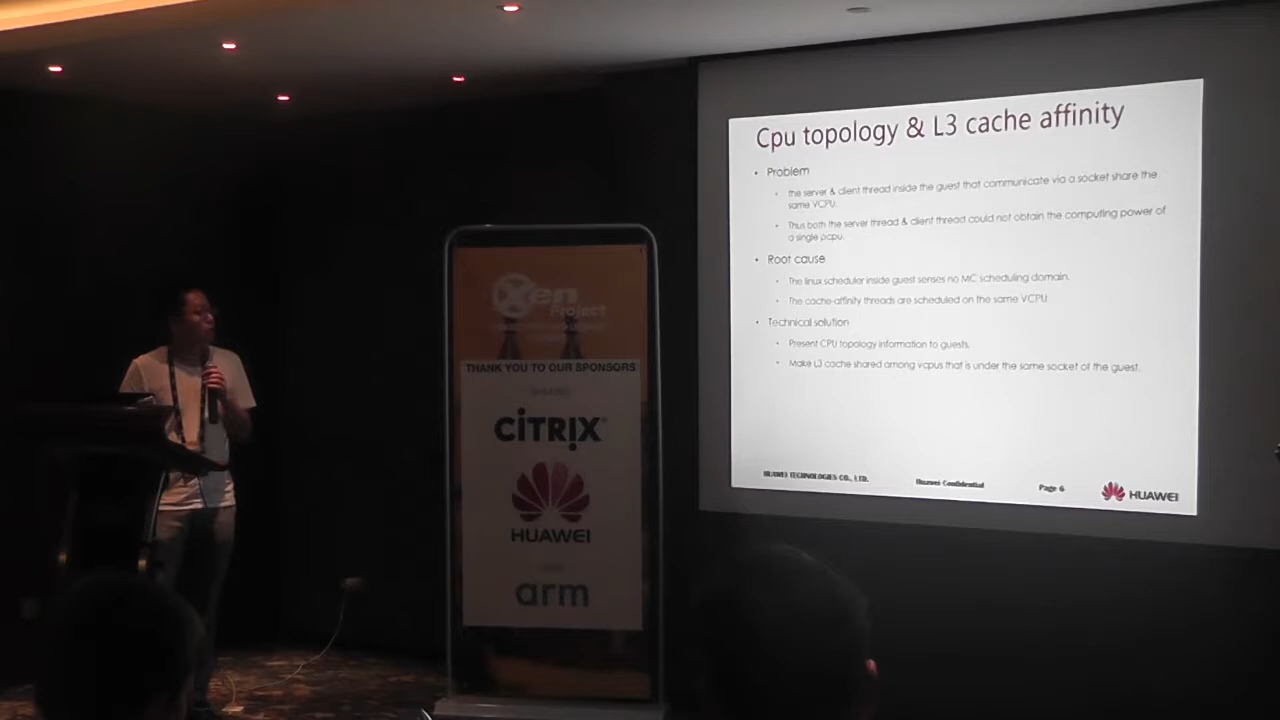 Cpu topology & L3 cache affinity
• Problem
• the server & client thread inside the guest that communicate via a socket share the
same VCPU.
• Thus both the server thread & client thread could not obtain the computing power of
a single pcpu.
• Root cause
• The linux scheduler inside guest senses no MC scheduling domain.
• The cache-affinity threads are scheduled on the same VCPU
• Technical solution
• Present CPU topology information to guests.
• Make L3 cache shared among vcpus that is under the same socket of the guest.
HUAWEI TECHNOLOGIES CO., LTD.
Huawei Confidential
Page 6
HUAWEI
Xen
Project
THANK YOU TO OUR SPONSORS
CITRIX
HUAWEI
arm